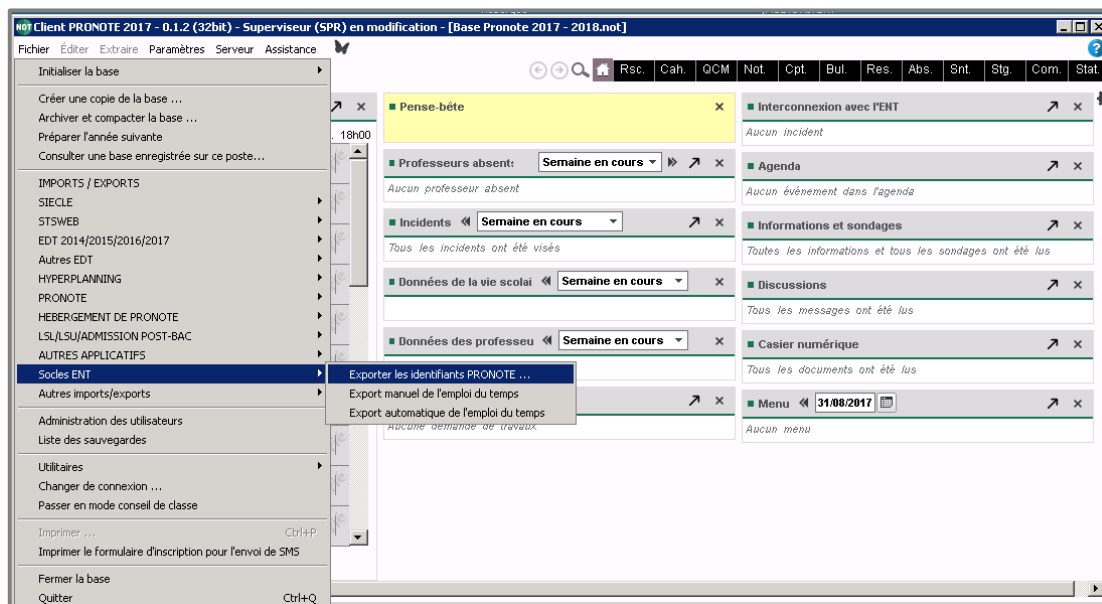 Client PRONOTE 2017 - 0.1.2 (32bit) - Superviseur (SPR) en modification - [Base Pronote 2017 - 2018.not]
Fichier Éditer Extraire Paramètres Serveur Assistance
Rsc. Cah. QCM Not. Cpt. Bul. Res. Abs. Snt. Stg. Com. Stat.
Initialiser la base
Créer une copie de la base ...
Archiver et compacter la base ...
Préparer l'année suivante
Consulter une base enregistrée sur ce poste...
IMPORTS / EXPORTS
SIECLE
STSWEB
EDT 2014/2015/2016/2017
Autres EDT
HYPERPLANNING
PRONOTE
HEBERGEMENT DE PRONOTE
LSL/LSU/ADMISSION POST-BAC
AUTRES APPLICATIFS
Socles ENT
Autres imports/exports
Administration des utilisateurs
Liste des sauvegardes
Utilitaires
Changer de connexion ...
Passer en mode conseil de classe
Imprimer ... Ctrl+P
Imprimer le formulaire d'inscription pour l'envoi de SMS
Fermer la base
Quitter Ctrl+Q
Exporter les identifiants PRONOTE ...
Export manuel de l'emploi du temps
Export automatique de l'emploi du temps
. 18h00
Pense-bête
Professeurs absent: Semaine en cours
Aucun professeur absent
Incidents Semaine en cours
Tous les incidents ont été visés
Données de la vie scolai Semaine en cours
Données des professeu Semaine en cours
Aucune demande de travaux
Interconnexion avec l'ENT
Aucun incident
Agenda
Aucun événement dans l'agenda
Informations et sondages
Toutes les informations et tous les sondages ont été lus
Discussions
Tous les messages ont été lus
Casier numérique
Tous les documents ont été lus
Menu 31/08/2017
Aucun menu